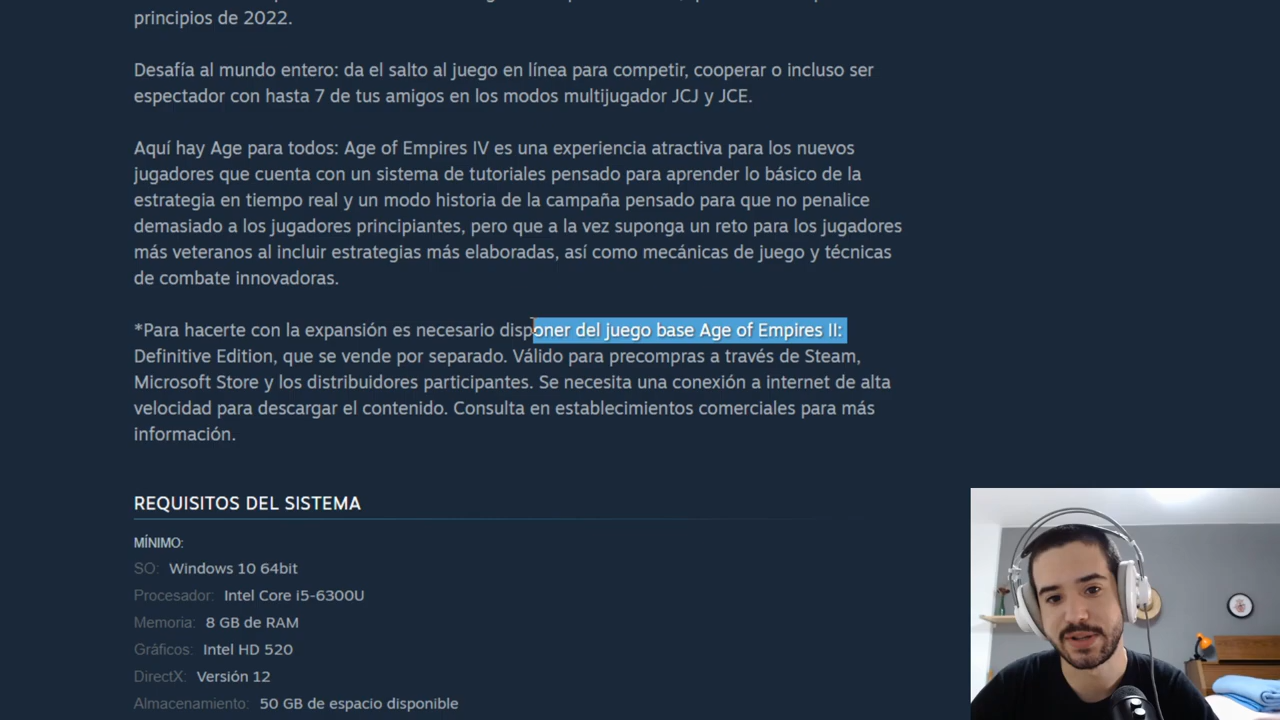 principios de 2022.
Desafía al mundo entero: da el salto al juego en línea para competir, cooperar o incluso ser
espectador con hasta 7 de tus amigos en los modos multijugador JCJ y JCE.
Aquí hay Age para todos: Age of Empires IV es una experiencia atractiva para los nuevos
jugadores que cuenta con un sistema de tutoriales pensado para aprender lo básico de la
estrategia en tiempo real y un modo historia de la campaña pensado para que no penalice
demasiado a los jugadores principiantes, pero que a la vez suponga un reto para los jugadores
más veteranos al incluir estrategias más elaboradas, así como mecánicas de juego y técnicas
de combate innovadoras.
*Para hacerte con la expansión es necesario disponer del juego base Age of Empires II:
Definitive Edition, que se vende por separado. Válido para precompras a través de Steam,
Microsoft Store y los distribuidores participantes. Se necesita una conexión a internet de alta
velocidad para descargar el contenido. Consulta en establecimientos comerciales para más
información.
REQUISITOS DEL SISTEMA
MÍNIMO:
SO: Windows 10 64bit
Procesador: Intel Core i5-6300U
Memoria: 8 GB de RAM
Gráficos: Intel HD 520
DirectX: Versión 12
Almacenamiento: 50 GB de espacio disponible